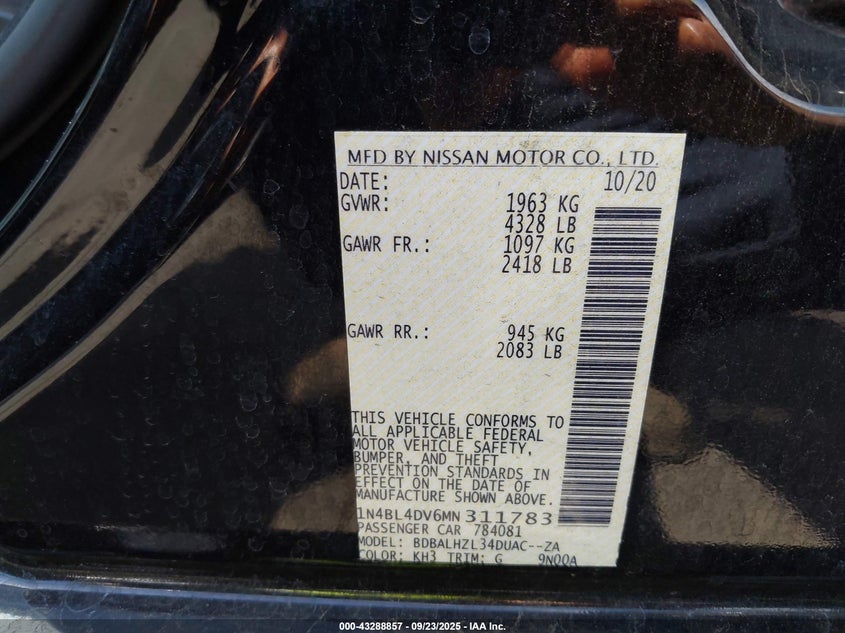 MFD BY NISSAN MOTOR CO., LTD.
DATE: 10/20
GVWR: 1963 KG
4328 LB
GAWR FR.: 1097 KG
2418 LB
GAWR RR.: 945 KG
2083 LB
THIS VEHICLE CONFORMS TO
ALL APPLICABLE FEDERAL
MOTOR VEHICLE SAFETY,
BUMPER, AND THEFT
PREVENTION STANDARDS IN
EFFECT ON THE DATE OF
MANUFACTURE SHOWN ABOVE.
1N4BL4DV6MN311783
PASSENGER CAR 784081
MODEL: BDBALHZL34DUAC--ZA
COLOR: KH3 TRIM: G 9N00A
000-43288857 - 09/23/2025 - IAA Inc.